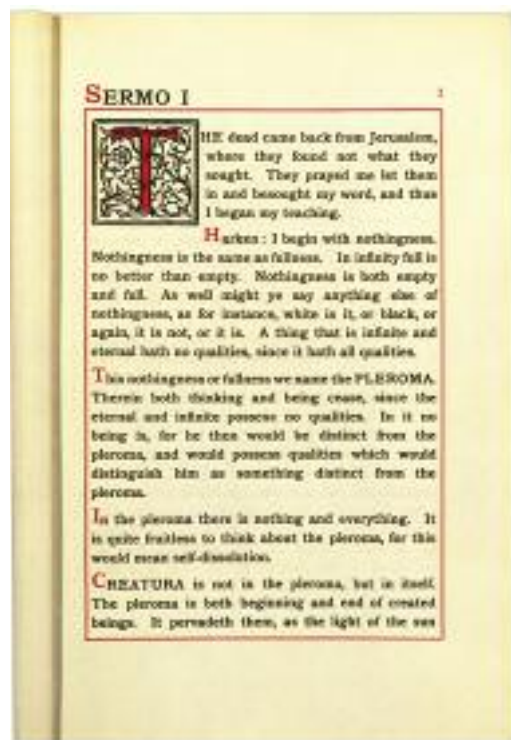 SERMO I
1
THE dead came back from Jerusalem,
where they found not what they
sought. They prayed me let them
in and besought my word, and thus
I began my teaching.
Harken : I begin with nothingness.
Nothingness is the same as fullness. In infinity full is
no better than empty. Nothingness is both empty
and full. As well might ye say anything else of
nothingness, as for instance, white is it, or black, or
again, it is not, or it is. A thing that is infinite and
eternal hath no qualities, since it hath all qualities.
This nothingness or fullness we name the PLEROMA.
Therein both thinking and being cease, since the
eternal and infinite possess no qualities. In it no
being is, for he then would be distinct from the
pleroma, and would possess qualities which would
distinguish him as something distinct from the
pleroma.
In the pleroma there is nothing and everything. It
is quite fruitless to think about the pleroma, for this
would mean self-dissolution.
CREATURA is not in the pleroma, but in itself.
The pleroma is both beginning and end of created
beings. It pervadeth them, as the light of the sun